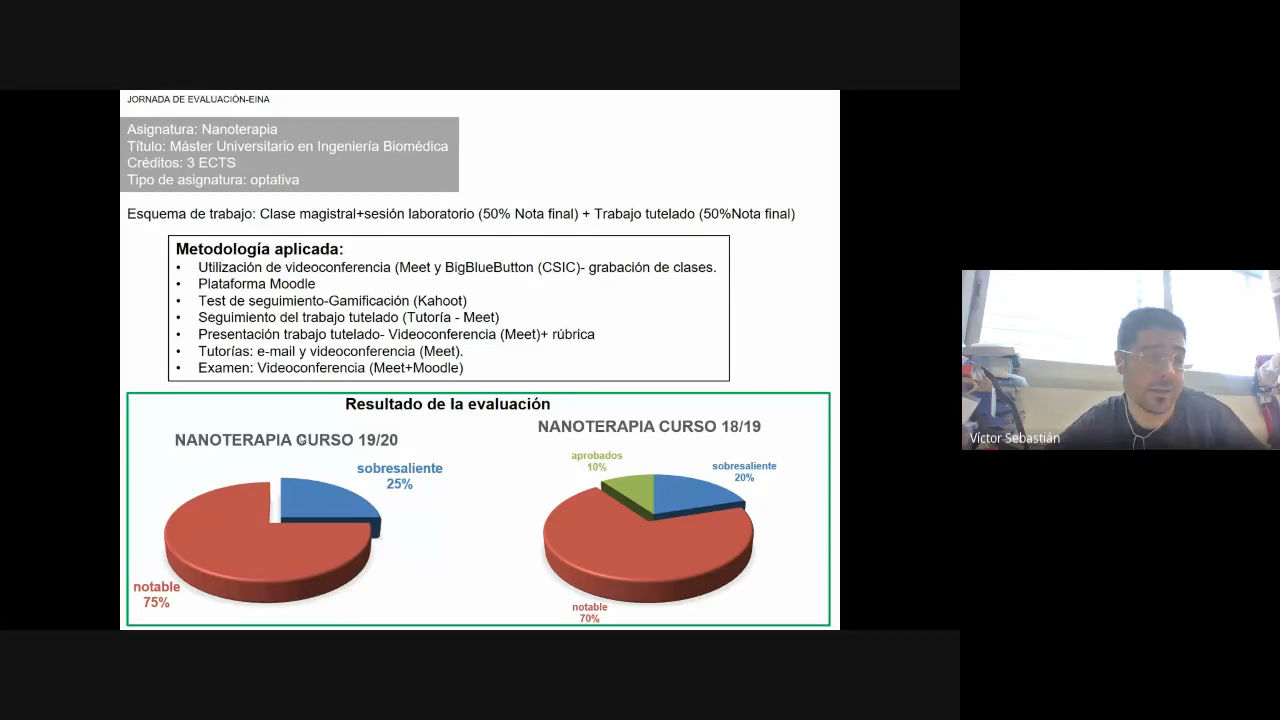 JORNADA DE EVALUACIÓN-EINA
Asignatura: Nanoterapia
Título: Máster Universitario en Ingeniería Biomédica
Créditos: 3 ECTS
Tipo de asignatura: optativa
Esquema de trabajo: Clase magistral+sesión laboratorio (50% Nota final) + Trabajo tutelado (50%Nota final)
Metodología aplicada:
• Utilización de videoconferencia (Meet y BigBlueButton (CSIC)- grabación de clases.
• Plataforma Moodle
• Test de seguimiento-Gamificación (Kahoot)
• Seguimiento del trabajo tutelado (Tutoría - Meet)
• Presentación trabajo tutelado- Videoconferencia (Meet)+ rúbrica
• Tutorías: e-mail y videoconferencia (Meet).
• Examen: Videoconferencia (Meet+Moodle)
Resultado de la evaluación
NANOTERAPIA CURSO 19/20
sobresaliente
25%
notable
75%
NANOTERAPIA CURSO 18/19
aprobados
10%
sobresaliente
20%
notable
70%
Víctor Sebastián